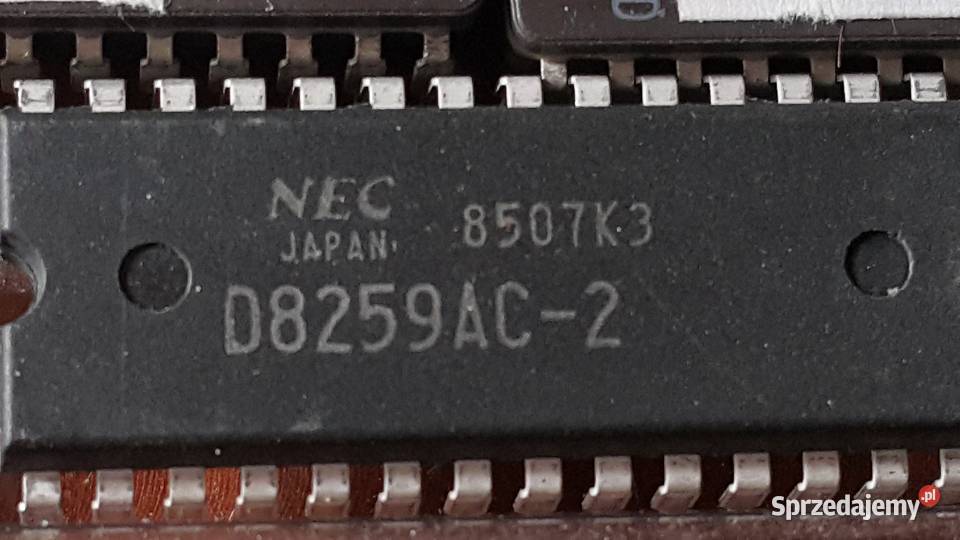 NEC
JAPAN 8507K3
D8259AC-2
Sprzedajemy.pl